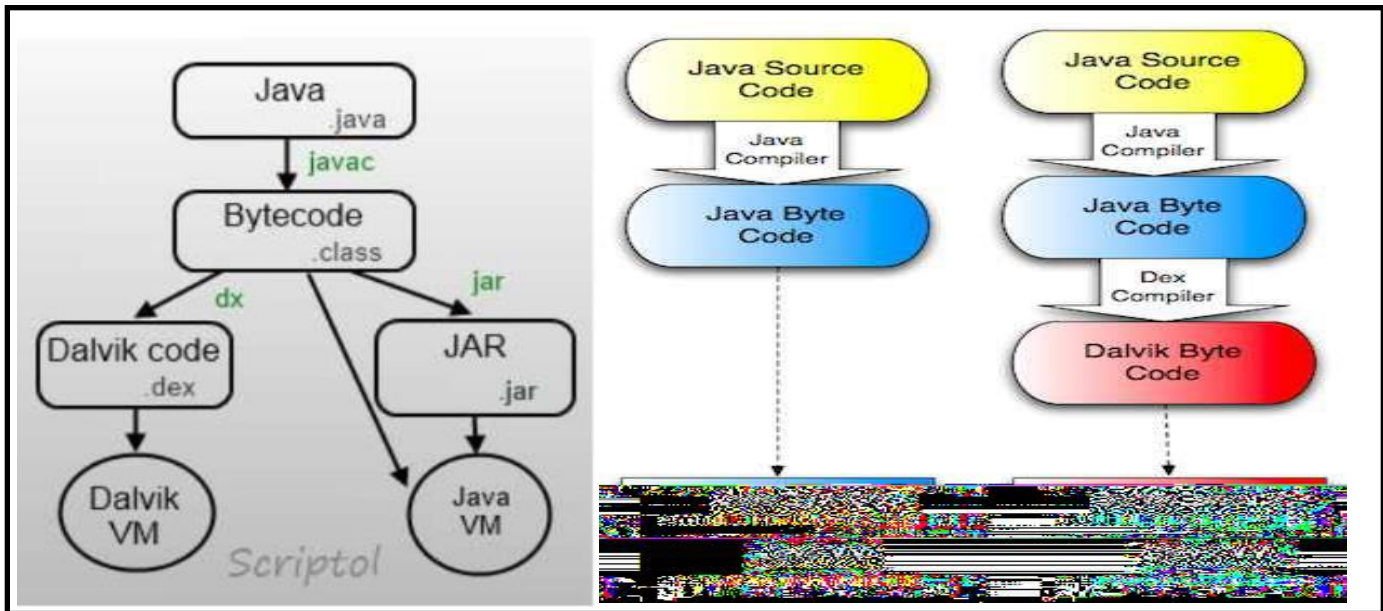 Java
.java
javac
Bytecode
.class
dx
jar
Dalvik code
.dex
JAR
.jar
Dalvik
VM
Java
VM
Scriptol
Java Source
Code
Java
Compiler
Java Byte
Code
Java Source
Code
Java
Compiler
Java Byte
Code
Dex
Compiler
Dalvik Byte
Code